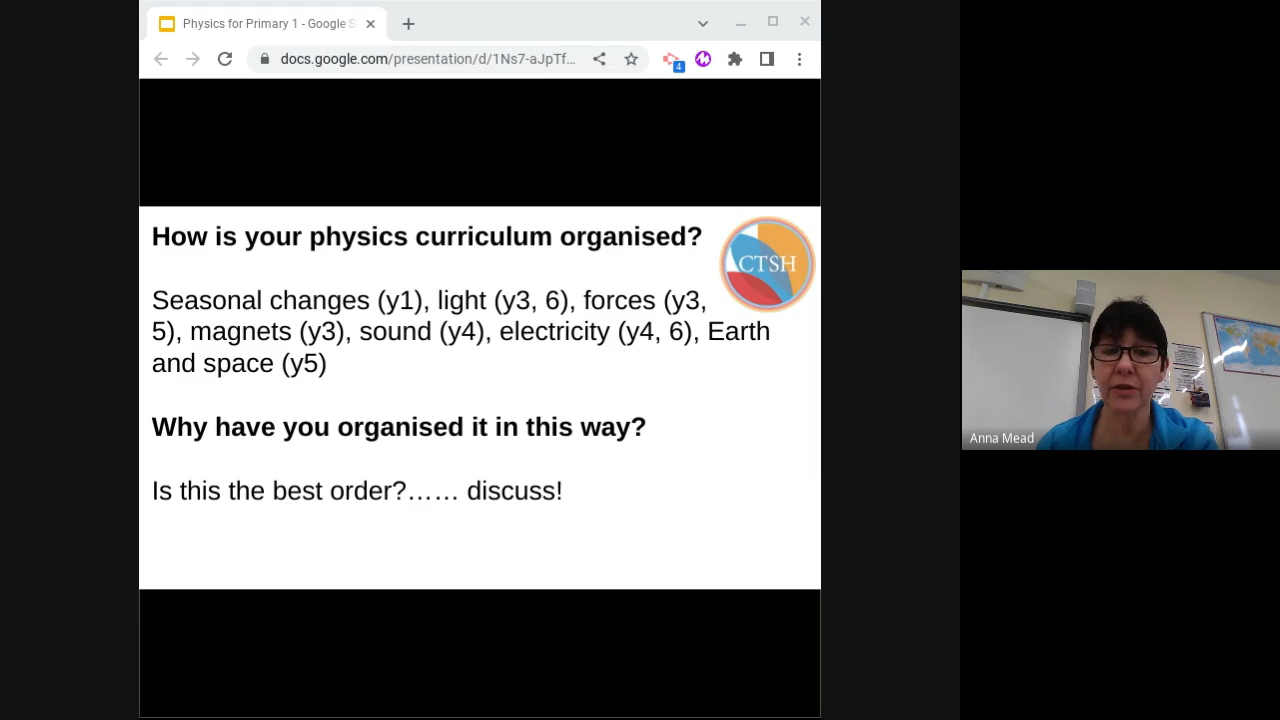 Physics for Primary 1 - Google S
docs.google.com/presentation/d/1Ns7-aJpTf...
4
How is your physics curriculum organised?
CTSH
Seasonal changes (y1), light (y3, 6), forces (y3,
5), magnets (y3), sound (y4), electricity (y4, 6), Earth
and space (y5)
Why have you organised it in this way?
Is this the best order?…… discuss!
Anna Mead